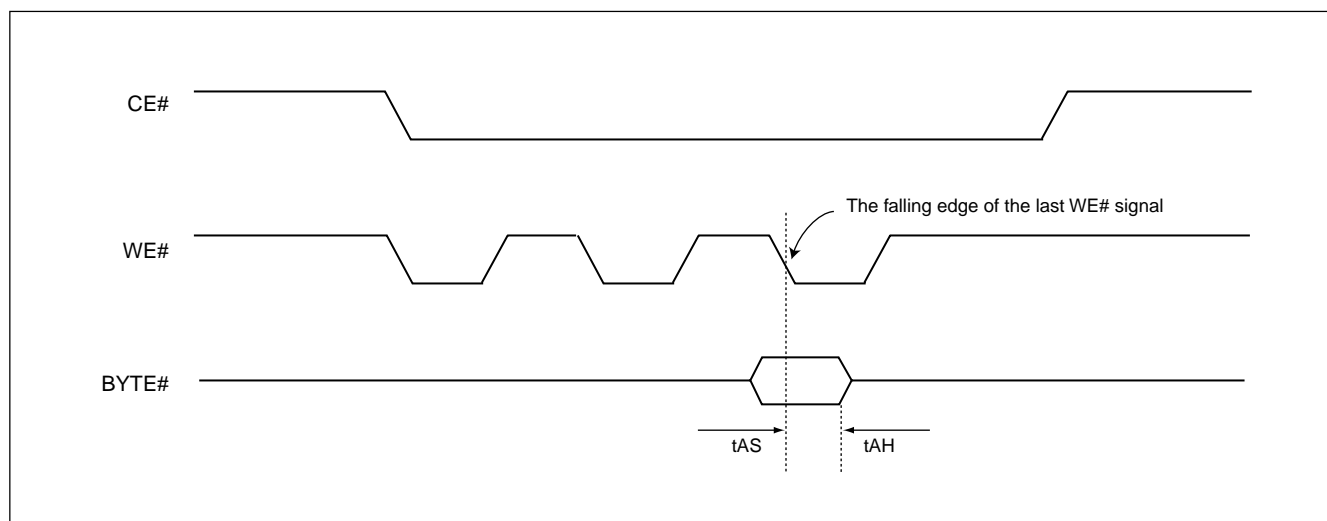 CE#
The falling edge of the last WE# signal
WE#
BYTE#
tAS
tAH